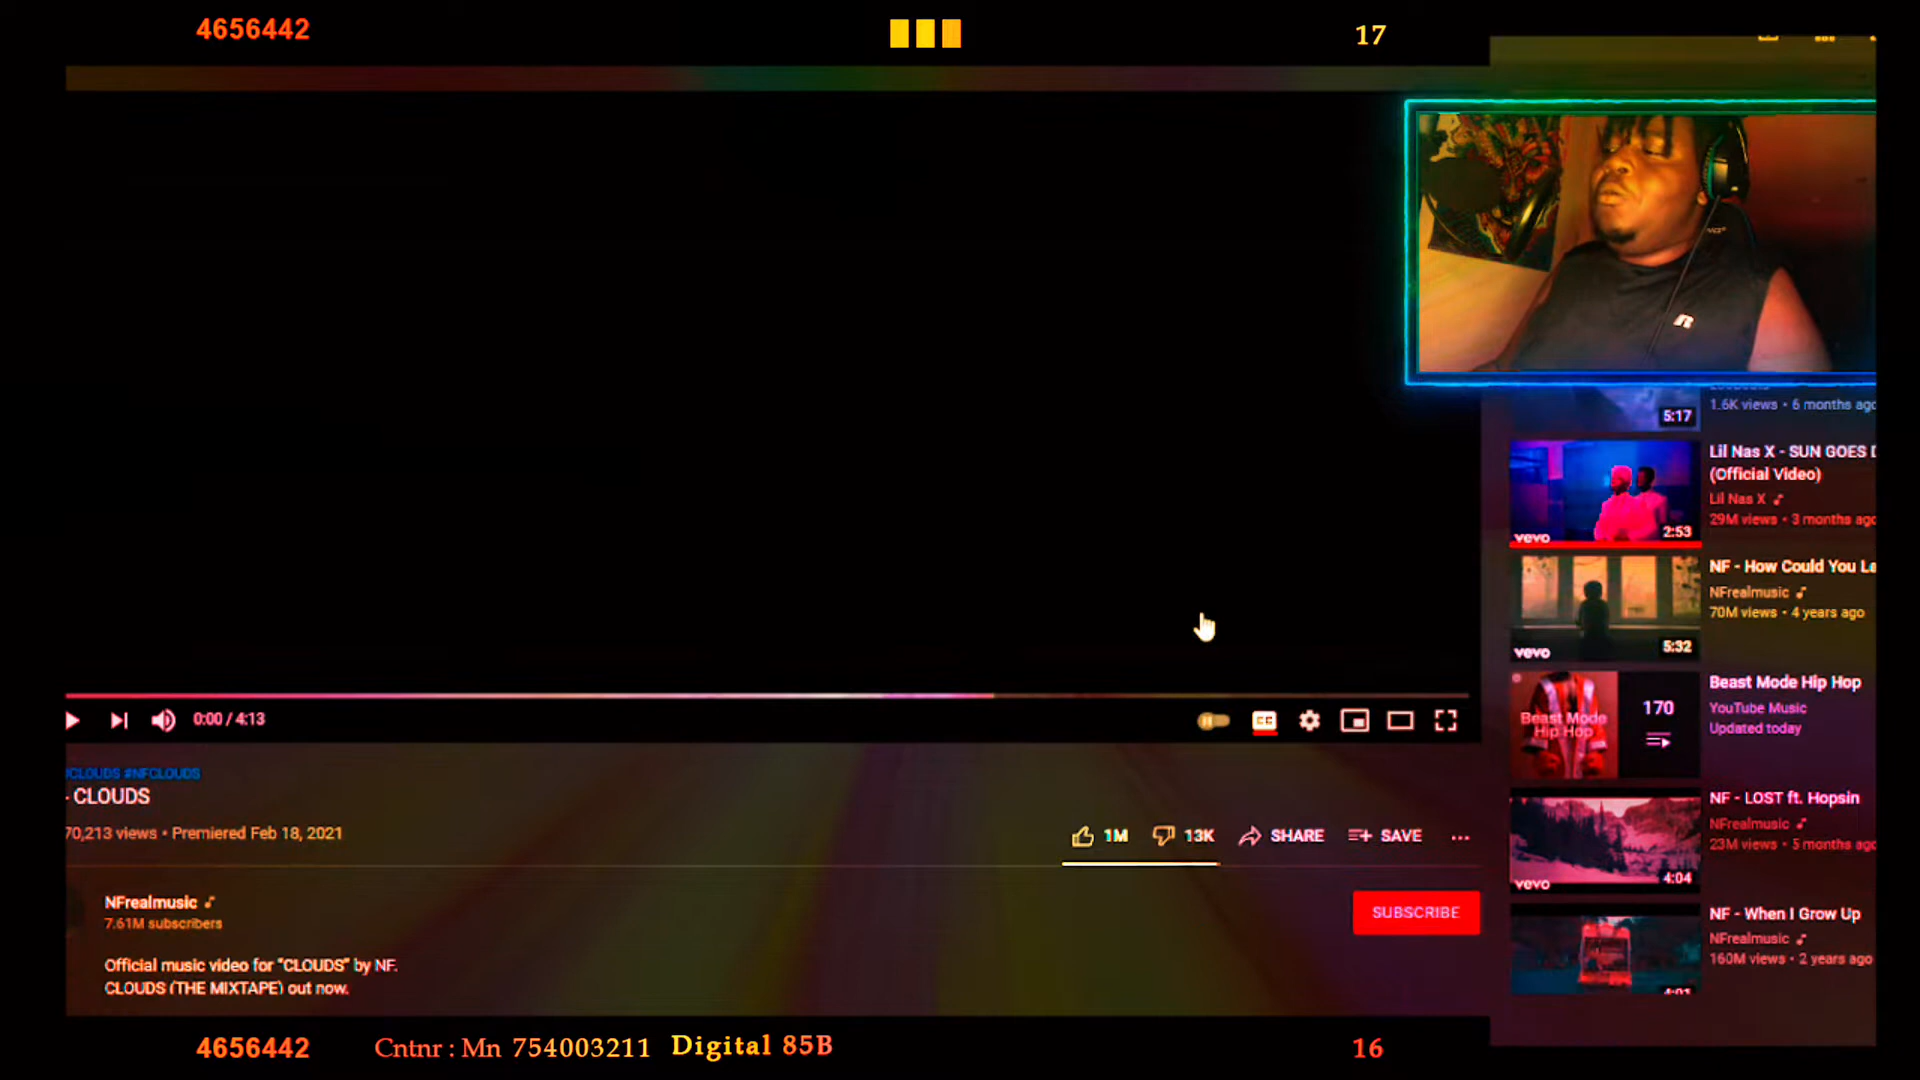 4656442
17
5:17
1.6K views • 6 months ago
Lil Nas X - SUN GOES
(Official Video)
Lil Nas X
29M views • 3 months ago
vevo
2:53
NF - How Could You
NFrealmusic
70M views • 4 years ago
vevo
5:32
Beast Mode Hip Hop
YouTube Music
Updated today
Beast Mode
Hip Hop
170
0:00 / 4:13
CC
CLOUDS #NFCLOUDS
- CLOUDS
70,213 views • Premiered Feb 18, 2021
1M 13K SHARE SAVE
NF - LOST ft. Hopsin
NFrealmusic
23M views • 5 months ago
vevo
4:04
NFrealmusic
7.61M subscribers
SUBSCRIBE
NF - When I Grow Up
NFrealmusic
160M views • 2 years ago
4:01
Official music video for "CLOUDS" by NF.
CLOUDS (THE MIXTAPE) out now.
4656442 Cntnr : Mn 754003211 Digital 85B 16